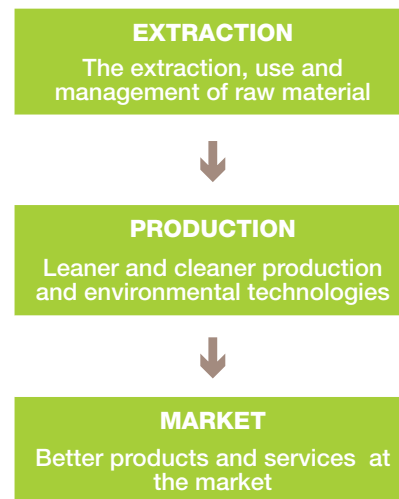 EXTRACTION
The extraction, use and
management of raw material
PRODUCTION
Leaner and cleaner production
and environmental technologies
MARKET
Better products and services at
the market